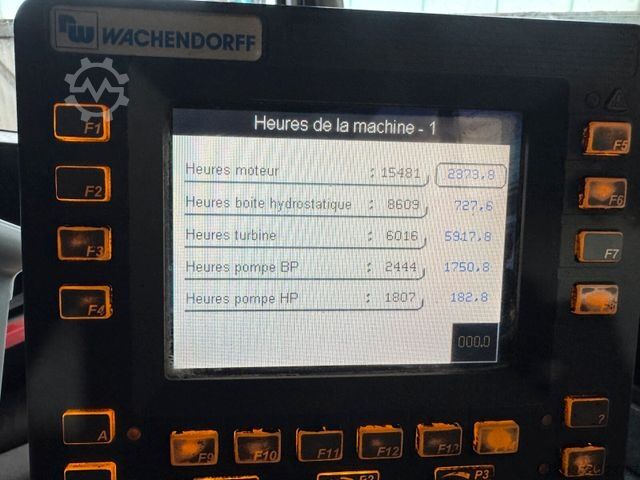 WACHENDORFF
Heures de la machine - 1
Heures moteur : 15481 2373.8
Heures boite hydrostatique : 8609 727.6
Heures turbine : 6016 5917.8
Heures pompe BP : 2444 1750.8
Heures pompe HP : 1807 182.8
000.0
F1
F2
F3
F4
F5
F6
F7
A
?
F9
F10
F11
F12
F13
P3